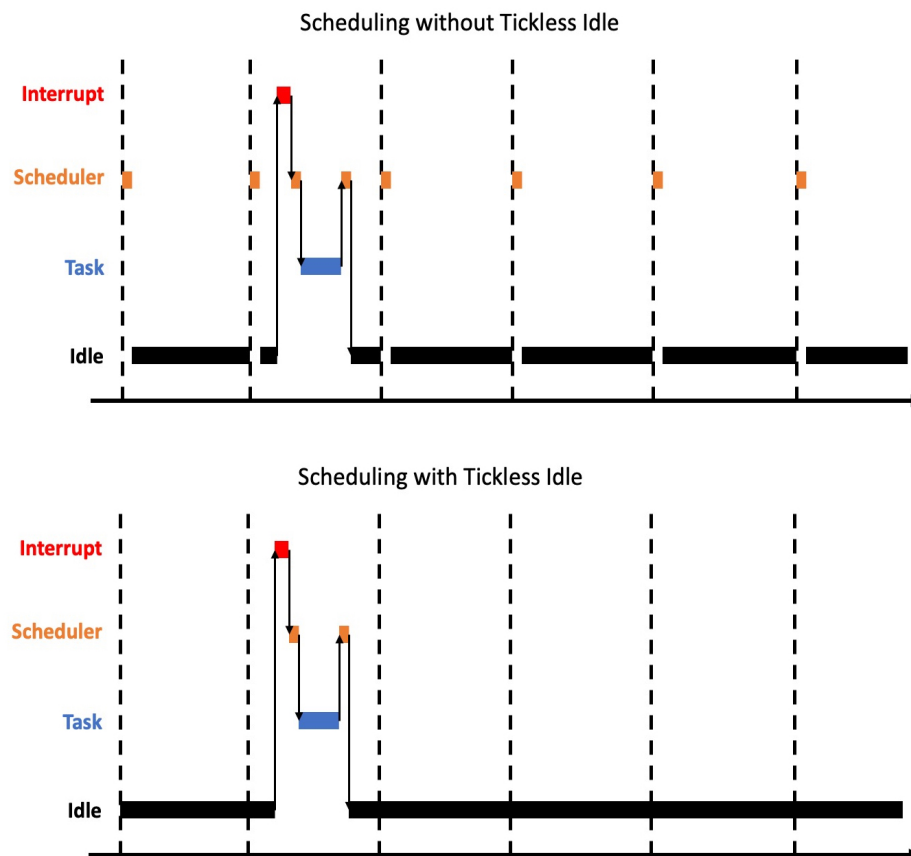 Scheduling without Tickless Idle
Interrupt
Scheduler
Task
Idle
Scheduling with Tickless Idle
Interrupt
Scheduler
Task
Idle